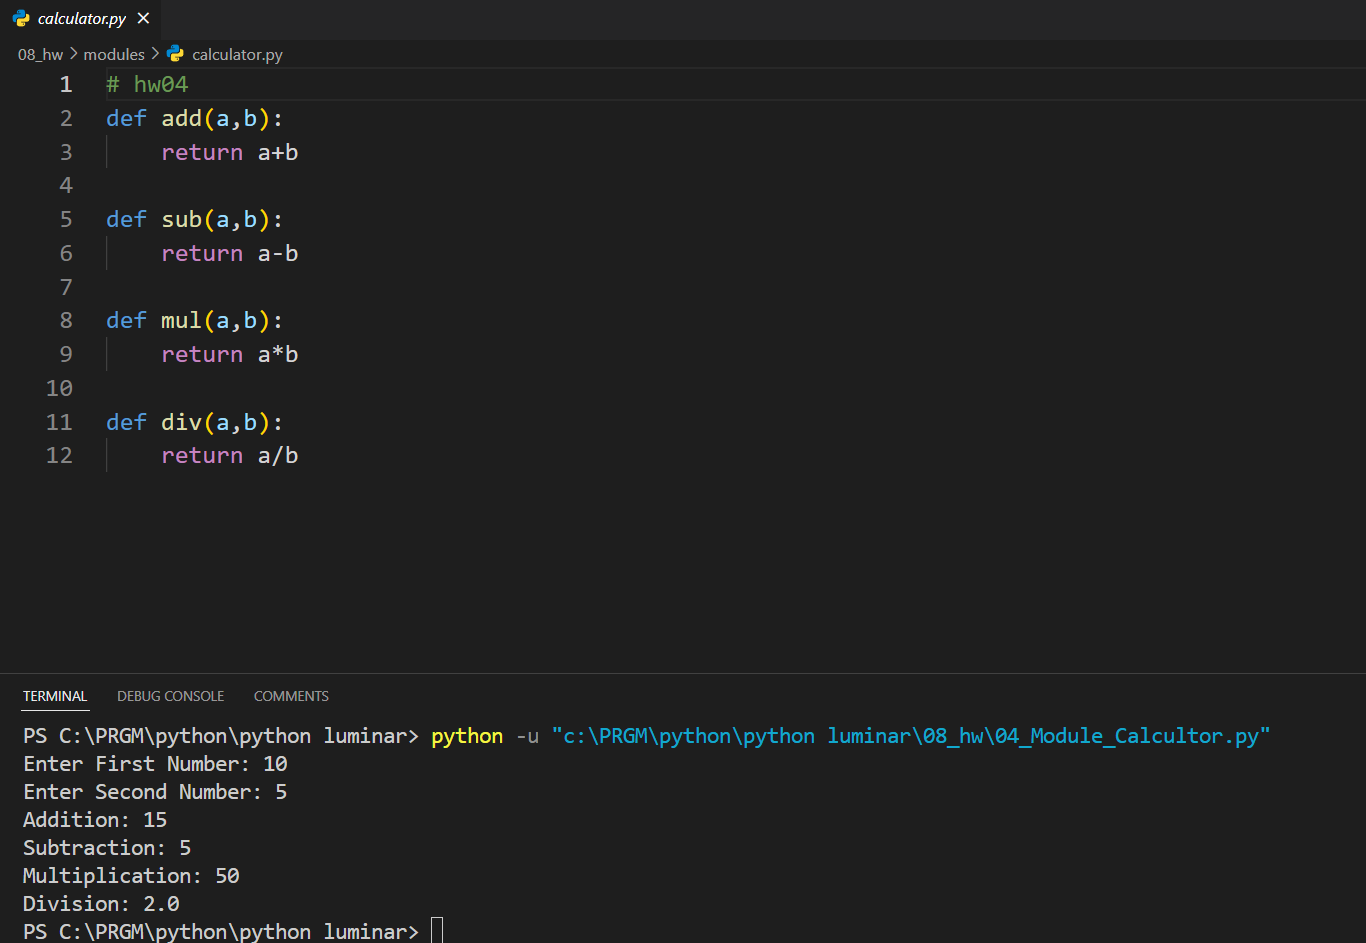 calculator.py
08_hw > modules > calculator.py
1 # hw04
2 def add(a,b):
3     return a+b
4
5 def sub(a,b):
6     return a-b
7
8 def mul(a,b):
9     return a*b
10
11 def div(a,b):
12     return a/b
TERMINAL DEBUG CONSOLE COMMENTS
PS C:\PRGM\python\python luminar> python -u "c:\PRGM\python\python luminar\08_hw\04_Module_Calcultor.py"
Enter First Number: 10
Enter Second Number: 5
Addition: 15
Subtraction: 5
Multiplication: 50
Division: 2.0
PS C:\PRGM\python\python luminar>